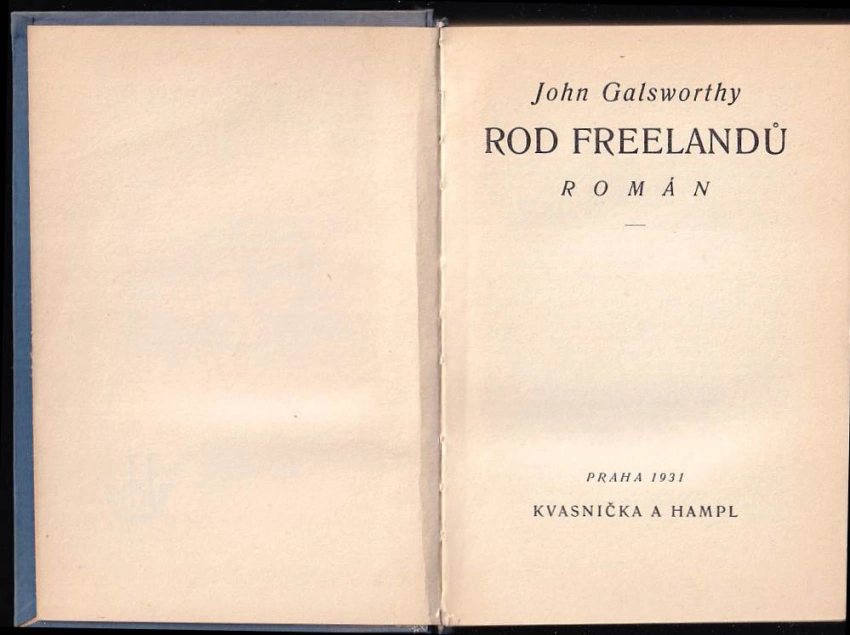 John Galsworthy
ROD FREELANDŮ
ROMÁN
PRAHA 1931
KVASNIČKA A HAMPL